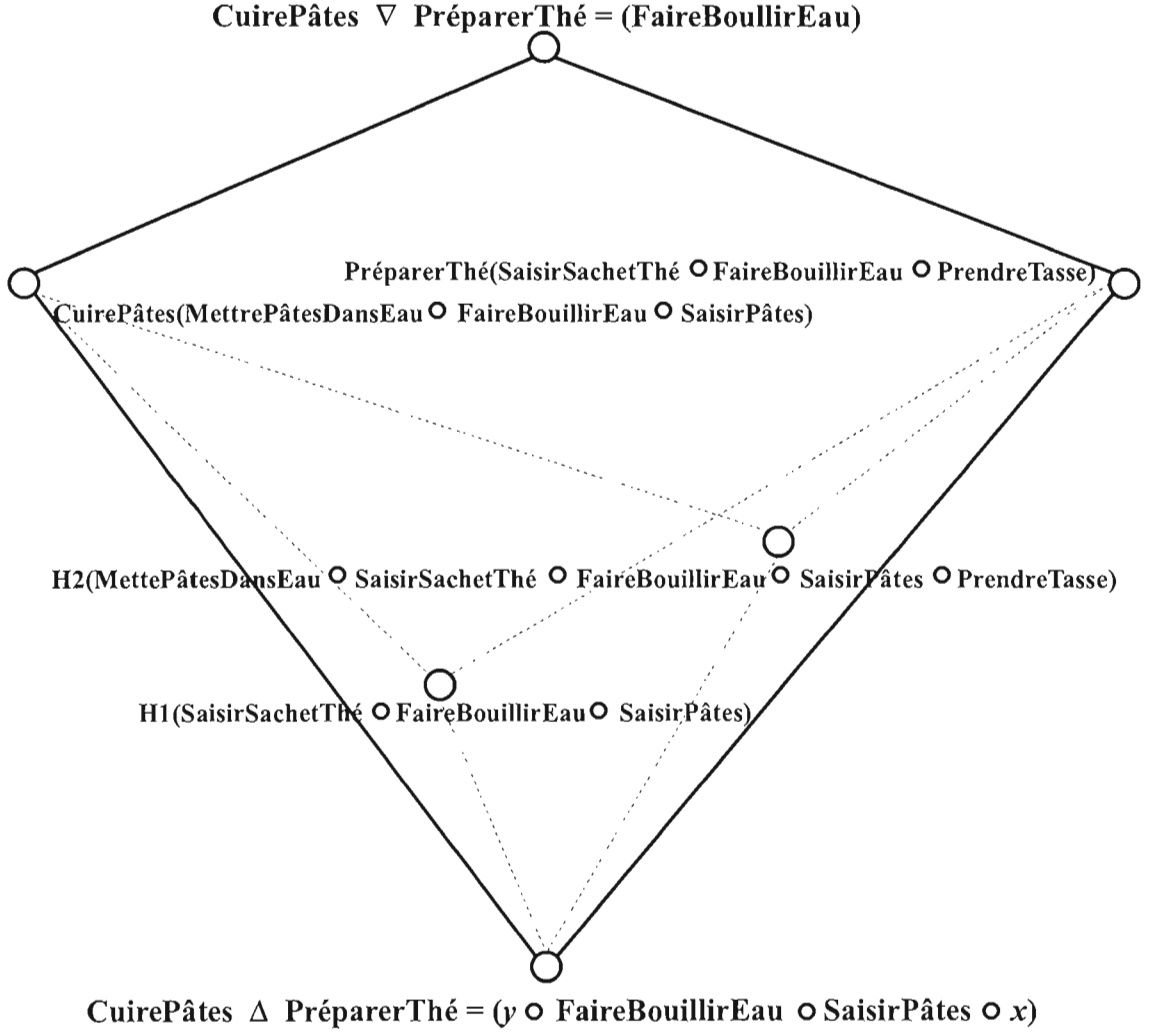 CuirePâtes ∇ PréparerThé = (FaireBoullirEau)
PréparerThé(SaisirSachetThé o FaireBouillirEau o PrendreTasse)
CuirePâtes(MettrePâtesDansEau o FaireBouillirEau o SaisirPâtes)
H2(MettePâtesDansEau o SaisirSachetThé o FaireBouillirEau o SaisirPâtes o PrendreTasse)
H1(SaisirSachetThé o FaireBouillirEau o SaisirPâtes)
CuirePâtes Δ PréparerThé = (y o FaireBouillirEau o SaisirPâtes o x)